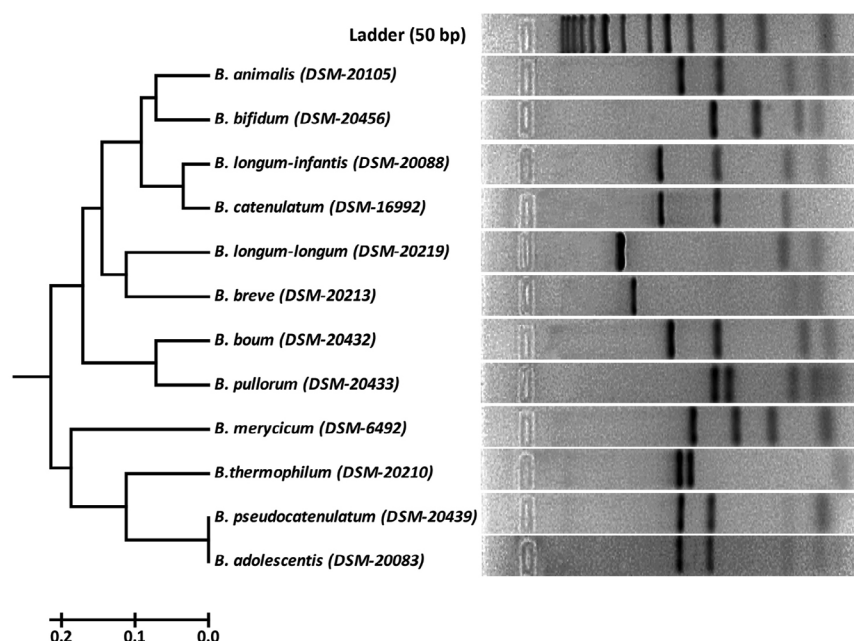 Ladder (50 bp)
B. animalis (DSM-20105)
B. bifidum (DSM-20456)
B. longum-infantis (DSM-20088)
B. catenulatum (DSM-16992)
B. longum-longum (DSM-20219)
B. breve (DSM-20213)
B. boum (DSM-20432)
B. pullorum (DSM-20433)
B. merycicum (DSM-6492)
B.thermophilum (DSM-20210)
B. pseudocatenulatum (DSM-20439)
B. adolescentis (DSM-20083)
0.2 0.1 0.0